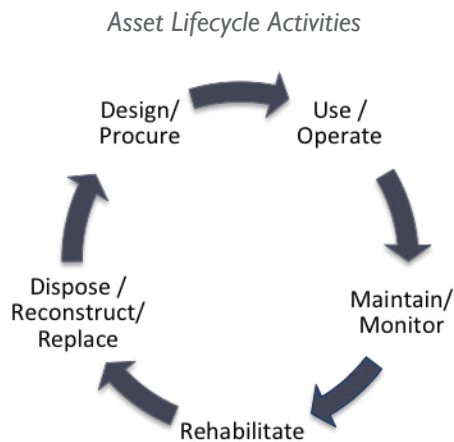 Asset Lifecycle Activities
Design/
Procure
Use /
Operate
Maintain/
Monitor
Rehabilitate
Dispose /
Reconstruct/
Replace